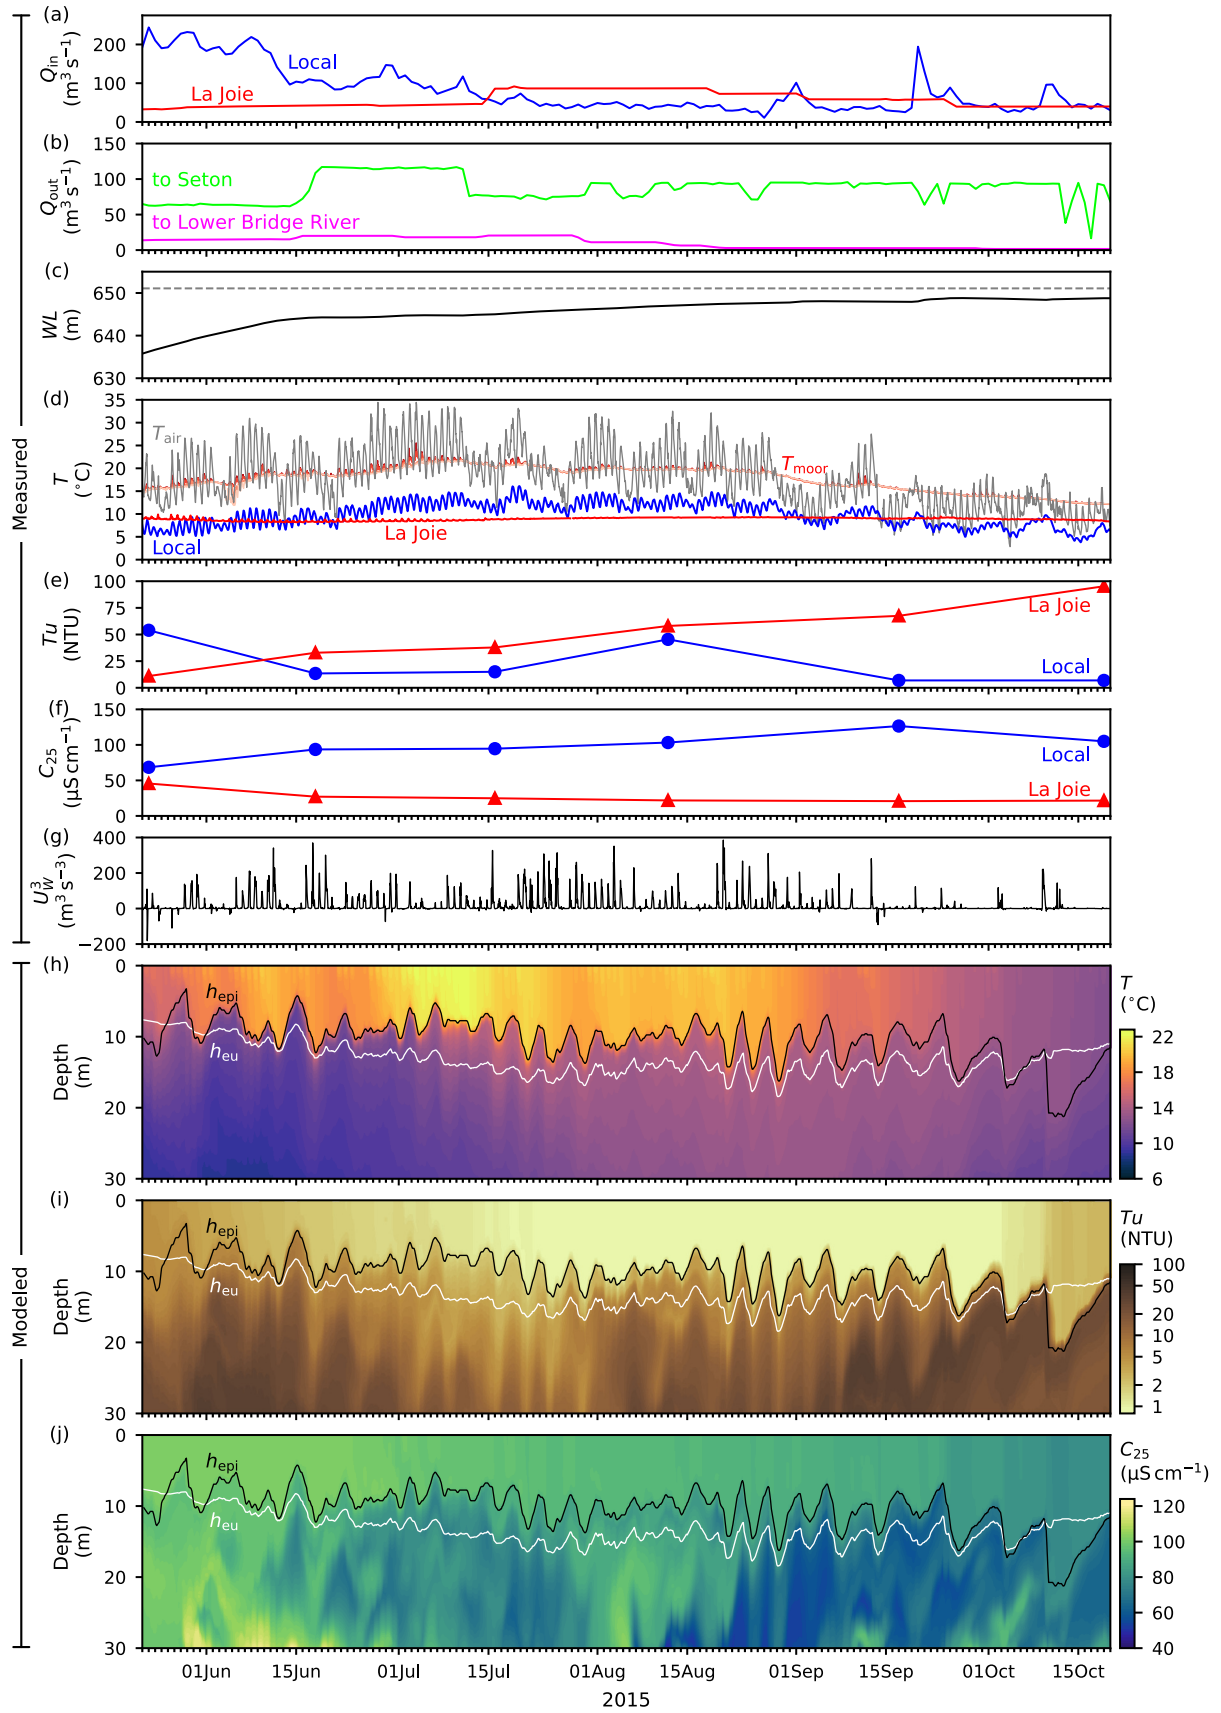 (a)
200
100
0
Q_in
(m³ s⁻¹)
Local
La Joie
(b)
150
100
50
0
Q_out
(m³ s⁻¹)
to Seton
to Lower Bridge River
(c)
650
640
630
WL
(m)
Measured
(d)
35
30
25
20
15
10
5
0
T
(°C)
T_air
T_moor
La Joie
Local
(e)
100
75
50
25
0
Tu
(NTU)
La Joie
Local
(f)
150
100
50
0
C₂₅
(µS cm⁻¹)
Local
La Joie
(g)
400
200
0
−200
U³_W
(m³ s⁻³)
Modeled
(h)
0
10
20
30
Depth
(m)
h_epi
h_eu
T
(°C)
22
18
14
10
6
(i)
0
10
20
30
Depth
(m)
h_epi
h_eu
Tu
(NTU)
100
50
20
10
5
2
1
(j)
0
10
20
30
Depth
(m)
h_epi
h_eu
C₂₅
(µS cm⁻¹)
120
100
80
60
40
01Jun 15Jun 01Jul 15Jul 01Aug 15Aug 01Sep 15Sep 01Oct 15Oct
2015